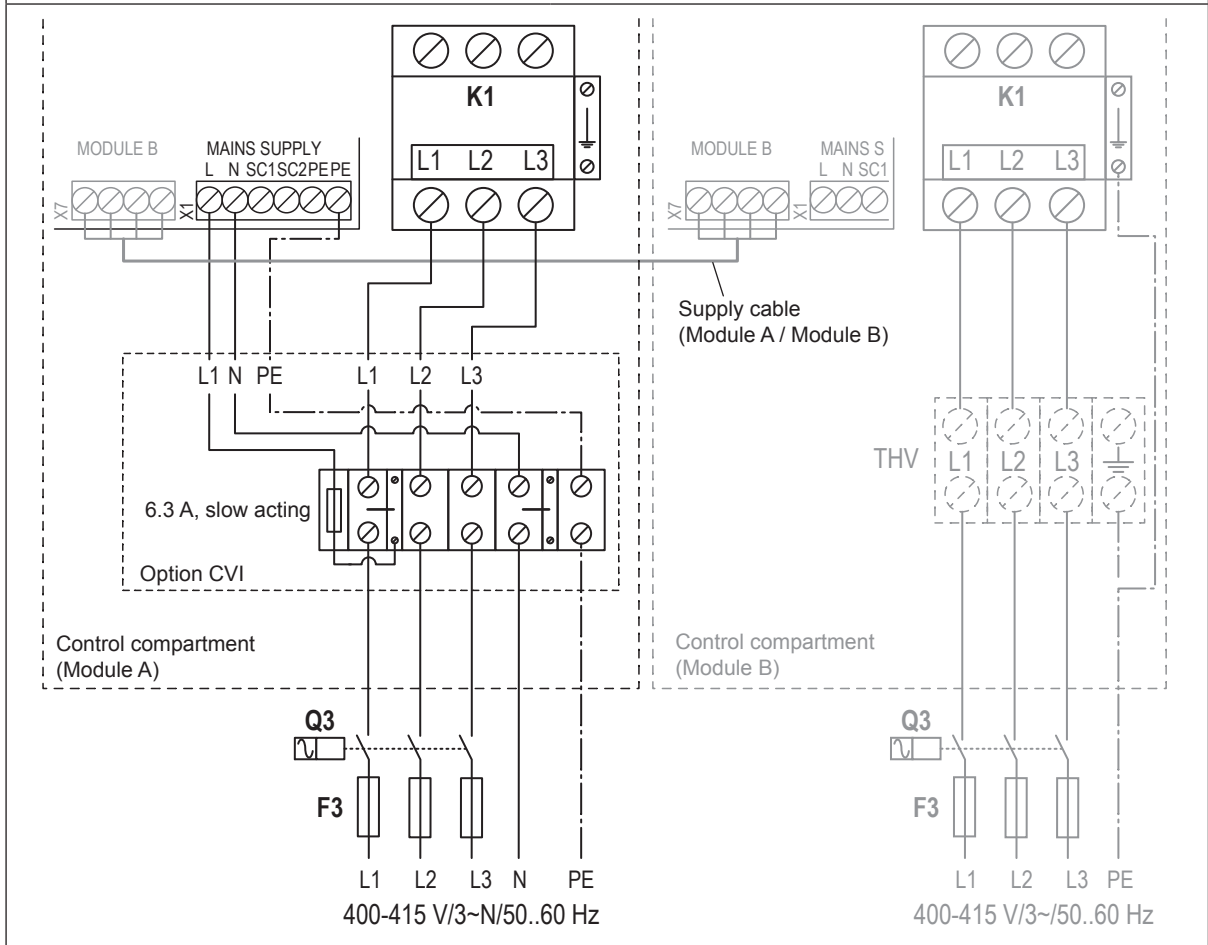 K1
L1 L2 L3
MODULE B
X7
MAINS SUPPLY
L N SC1SC2PEPE
X1
Supply cable
(Module A / Module B)
L1 N PE L1 L2 L3
6.3 A, slow acting
Option CVI
Control compartment
(Module A)
Q3
F3
L1 L2 L3 N PE
400-415 V/3~N/50..60 Hz
K1
L1 L2 L3
MODULE B
X7
MAINS S
L N SC1
X1
THV
L1 L2 L3
Control compartment
(Module B)
Q3
F3
L1 L2 L3 PE
400-415 V/3~/50..60 Hz